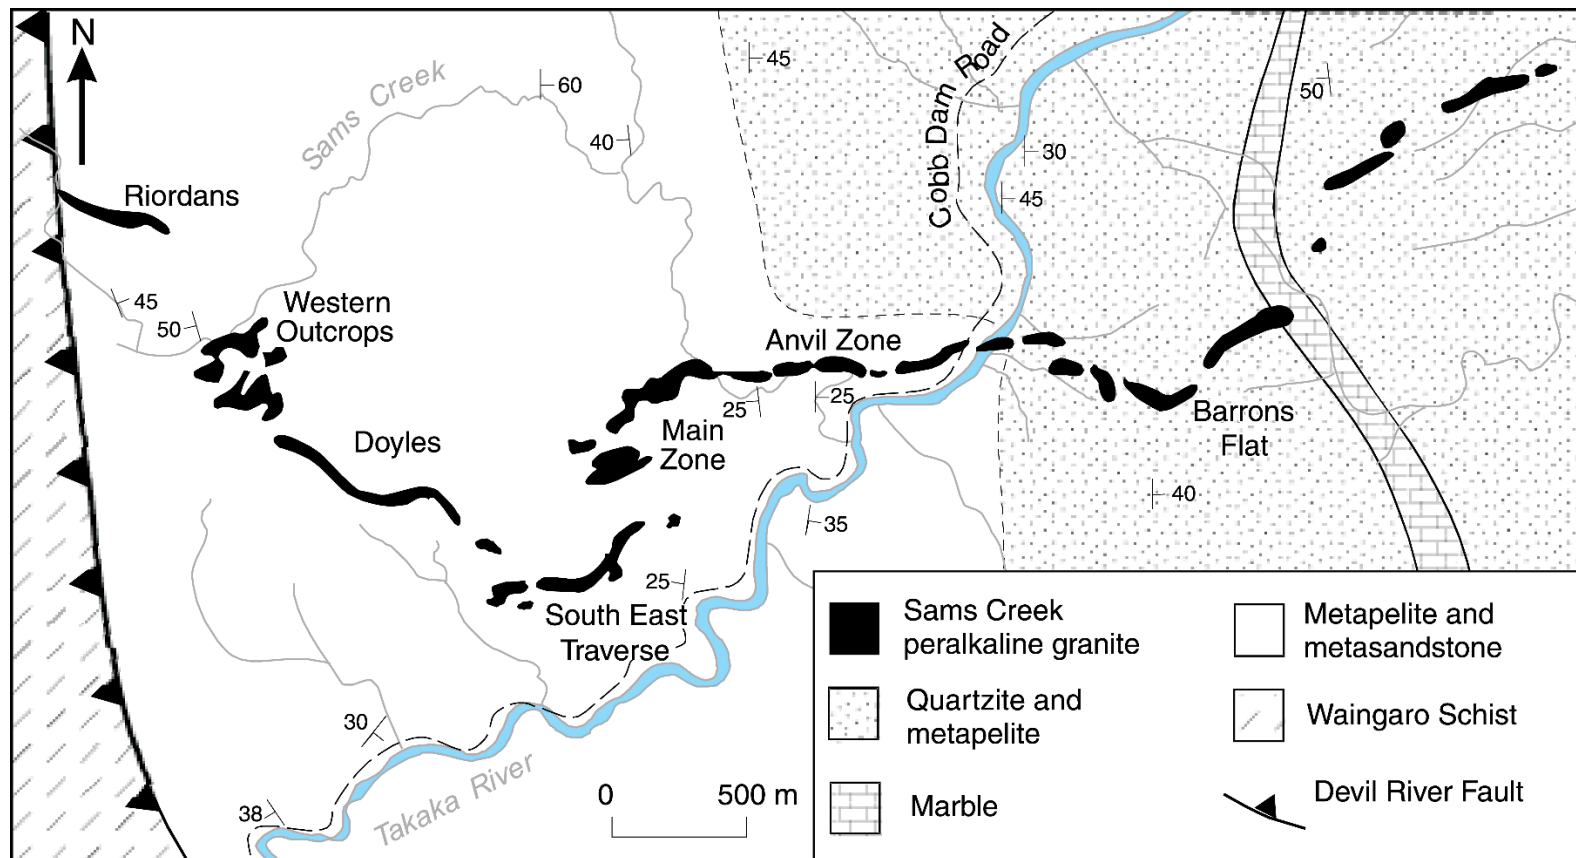 N
Sams Creek
60
40
45
Cobb Dam Road
30
45
50
Riordans
45
50
Western
Outcrops
Anvil Zone
25
25
Doyles
Main
Zone
Barrons
Flat
40
35
25
South East
Traverse
30
38
Takaka River
0 500 m
Sams Creek
peralkaline granite
Quartzite and
metapelite
Marble
Metapelite and
metasandstone
Waingaro Schist
Devil River Fault